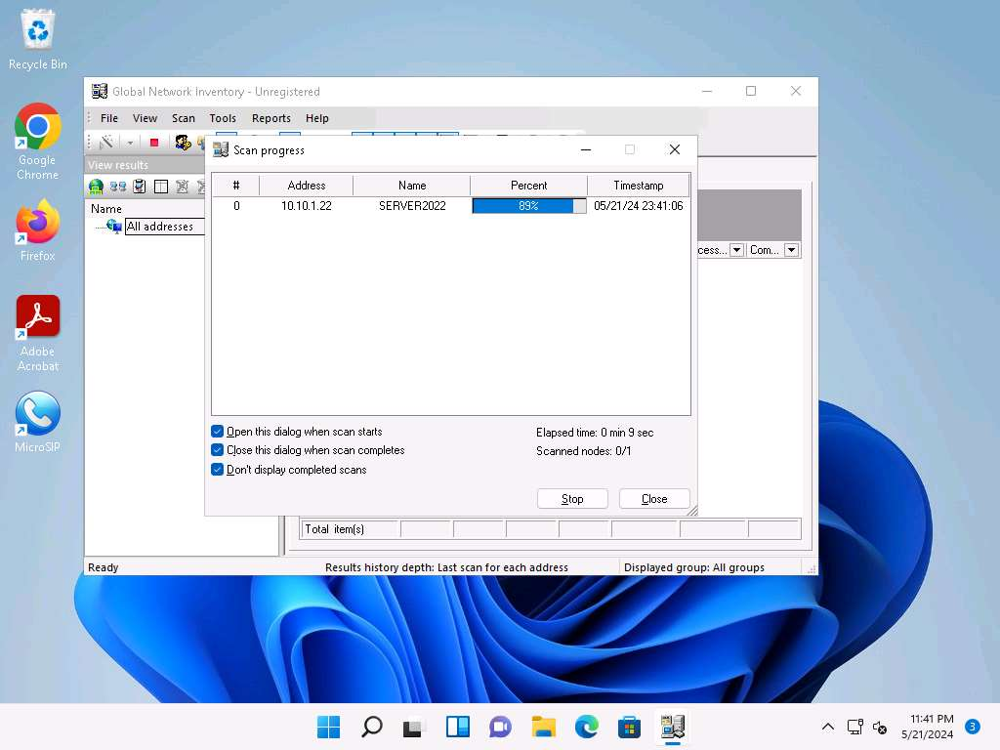 Recycle Bin
Google
Chrome
Firefox
Adobe
Acrobat
MicroSIP
Global Network Inventory - Unregistered
File View Scan Tools Reports Help
View results
Name
All addresses
Scan progress
# Address Name Percent Timestamp
0 10.10.1.22 SERVER2022 89% 05/21/24 23:41:06
cess... Com...
Open this dialog when scan starts
Close this dialog when scan completes
Don't display completed scans
Elapsed time: 0 min 9 sec
Scanned nodes: 0/1
Stop Close
Total item(s)
Ready Results history depth: Last scan for each address Displayed group: All groups
11:41 PM
5/21/2024
3